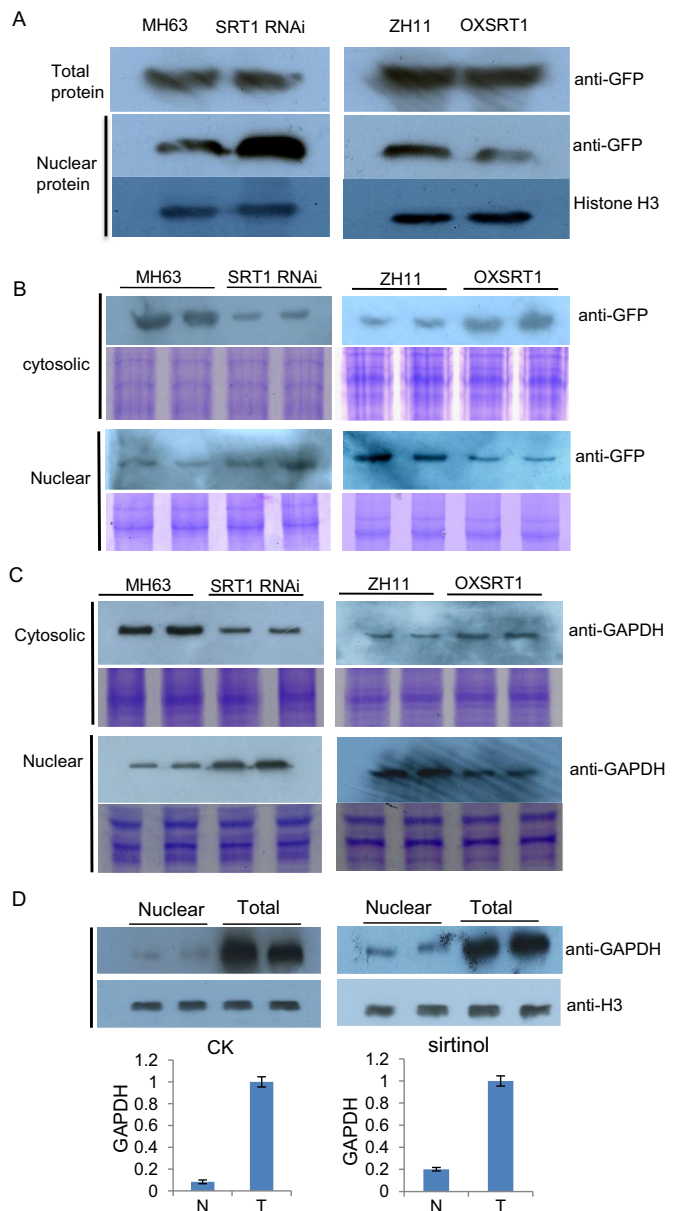 A
MH63 SRT1 RNAi ZH11 OXSRT1
Total protein
anti-GFP
Nuclear protein
anti-GFP
Histone H3
B
MH63 SRT1 RNAi ZH11 OXSRT1
anti-GFP
cytosolic
Nuclear
anti-GFP
C
MH63 SRT1 RNAi ZH11 OXSRT1
Cytosolic
anti-GAPDH
Nuclear
anti-GAPDH
D
Nuclear Total Nuclear Total
anti-GAPDH
anti-H3
CK
GAPDH
1.2
1
0.8
0.6
0.4
0.2
0
N T
sirtinol
GAPDH
1.2
1
0.8
0.6
0.4
0.2
0
N T